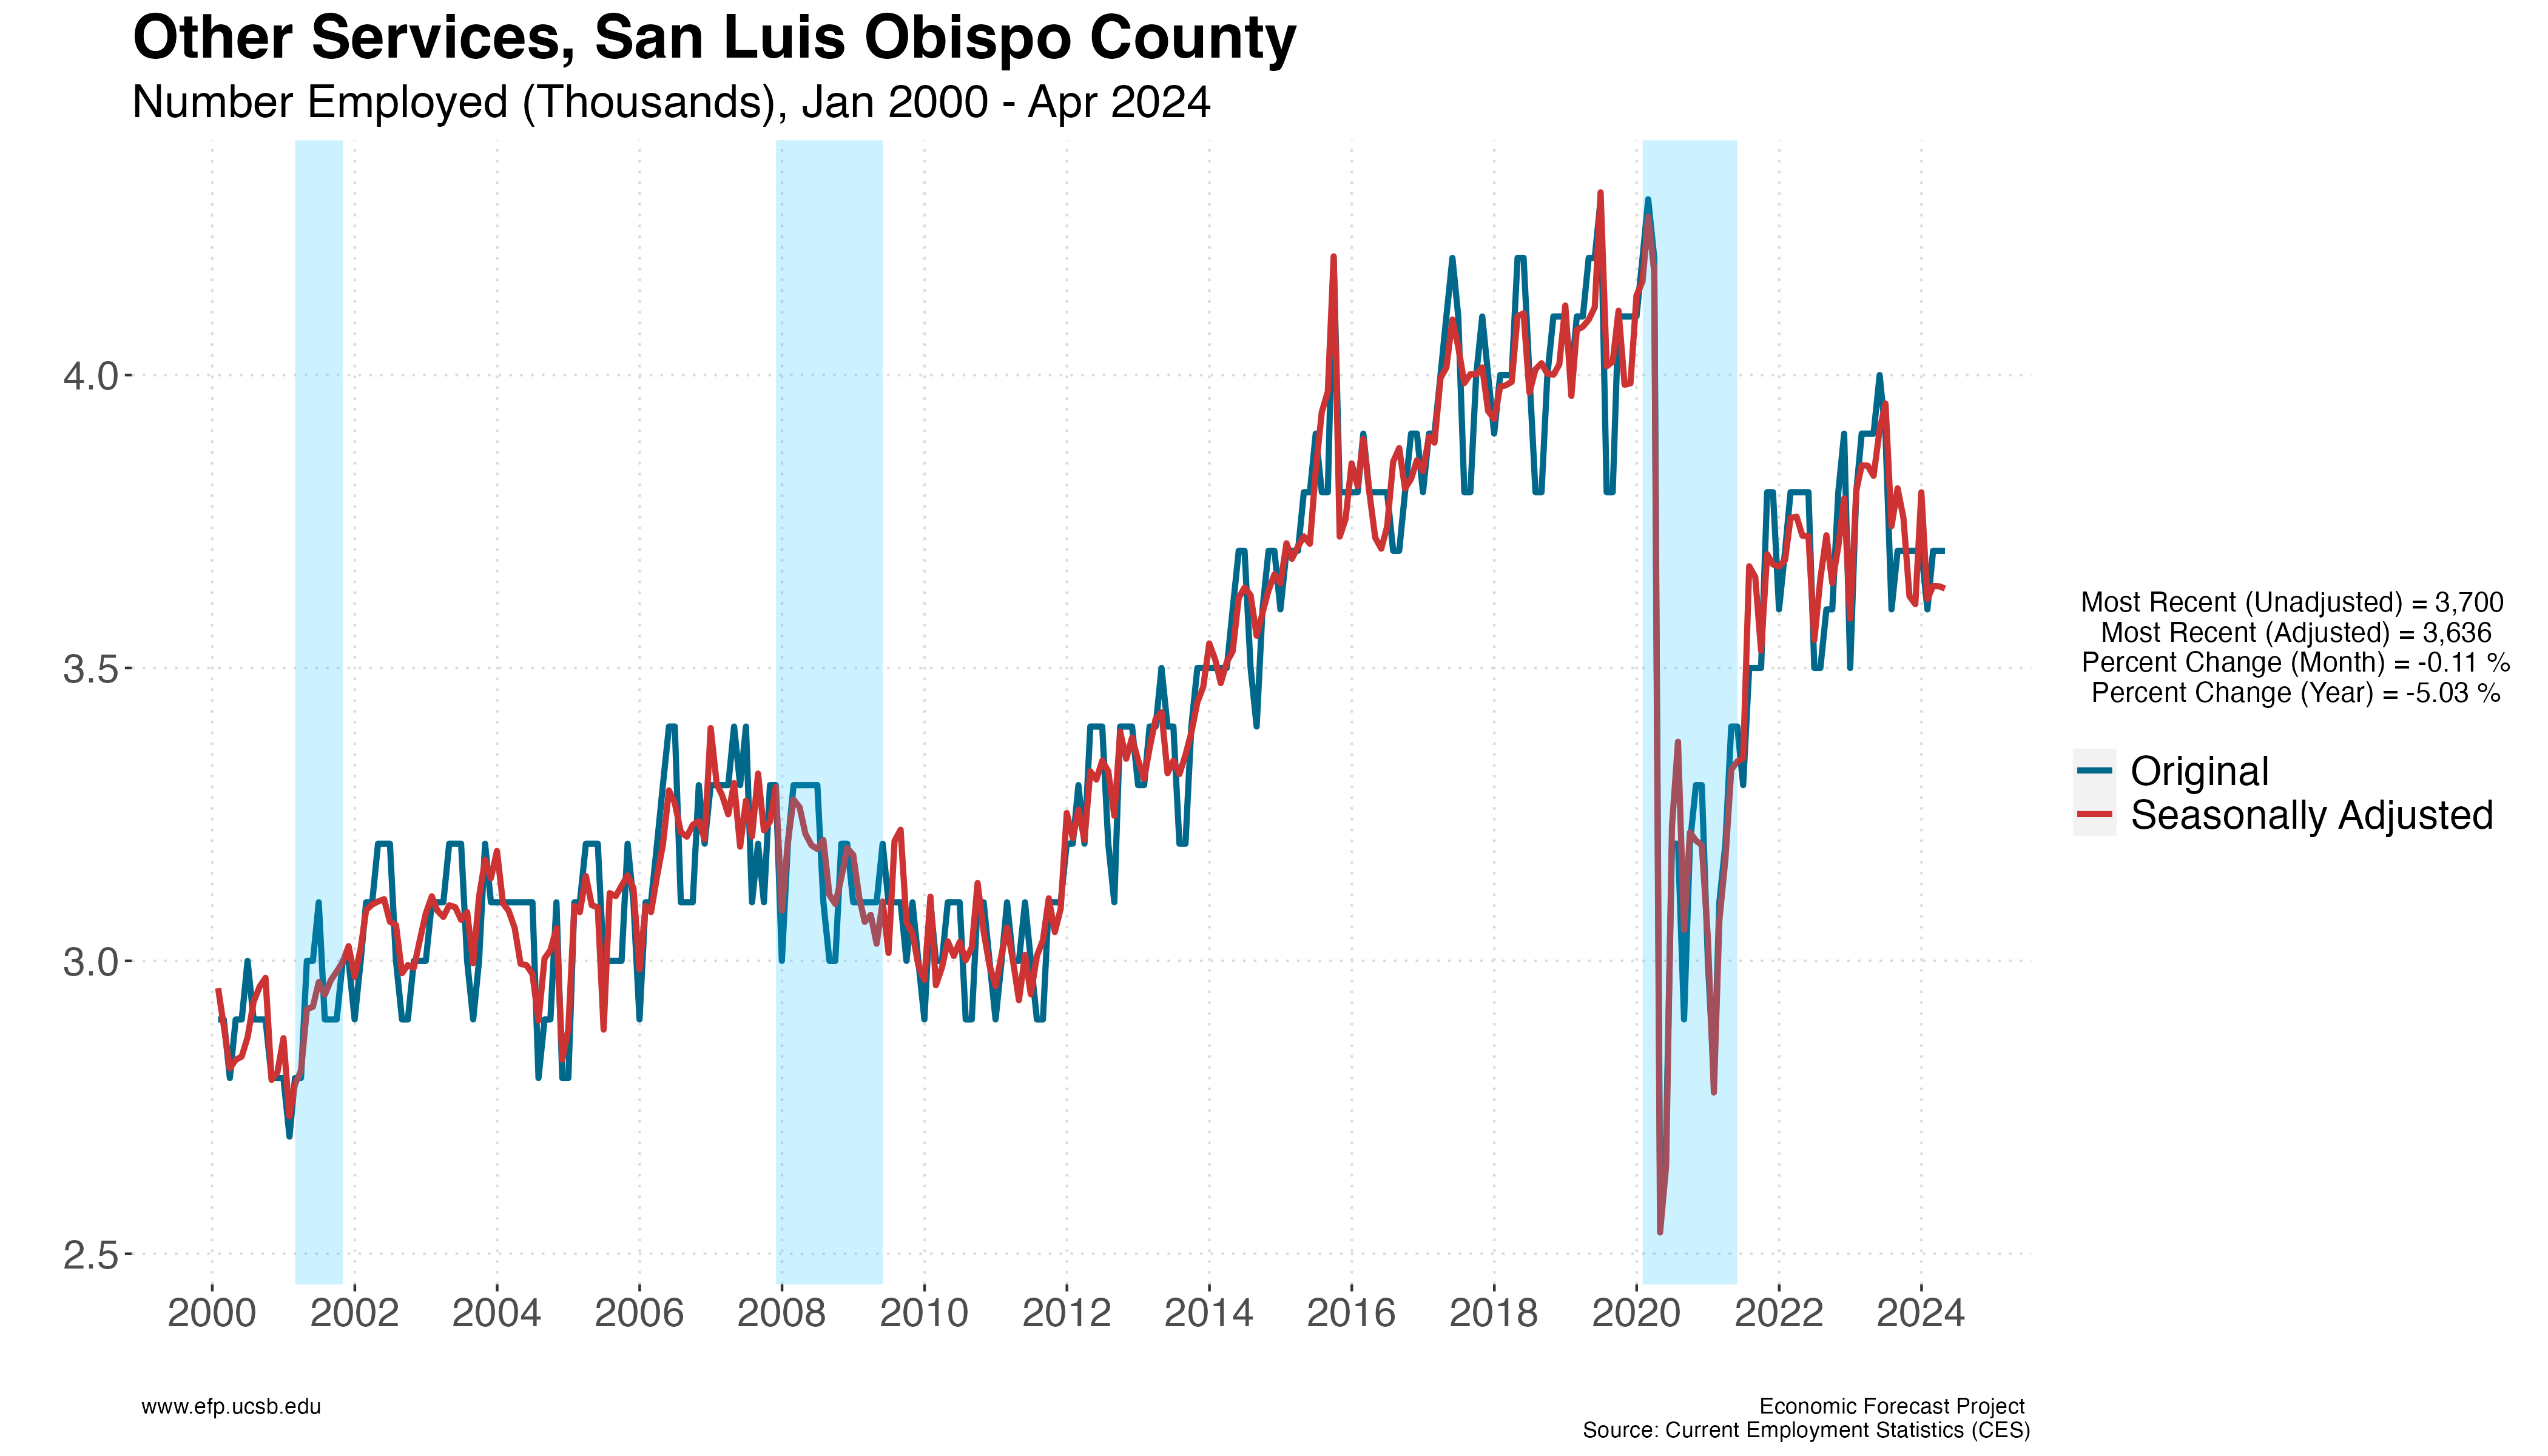 Other Services, San Luis Obispo County
Number Employed (Thousands), Jan 2000 - Apr 2024
4.0
3.5
3.0
2.5
2000 2002 2004 2006 2008 2010 2012 2014 2016 2018 2020 2022 2024
Most Recent (Unadjusted) = 3,700
Most Recent (Adjusted) = 3,636
Percent Change (Month) = -0.11 %
Percent Change (Year) = -5.03 %
Original
Seasonally Adjusted
www.efp.ucsb.edu
Economic Forecast Project
Source: Current Employment Statistics (CES)